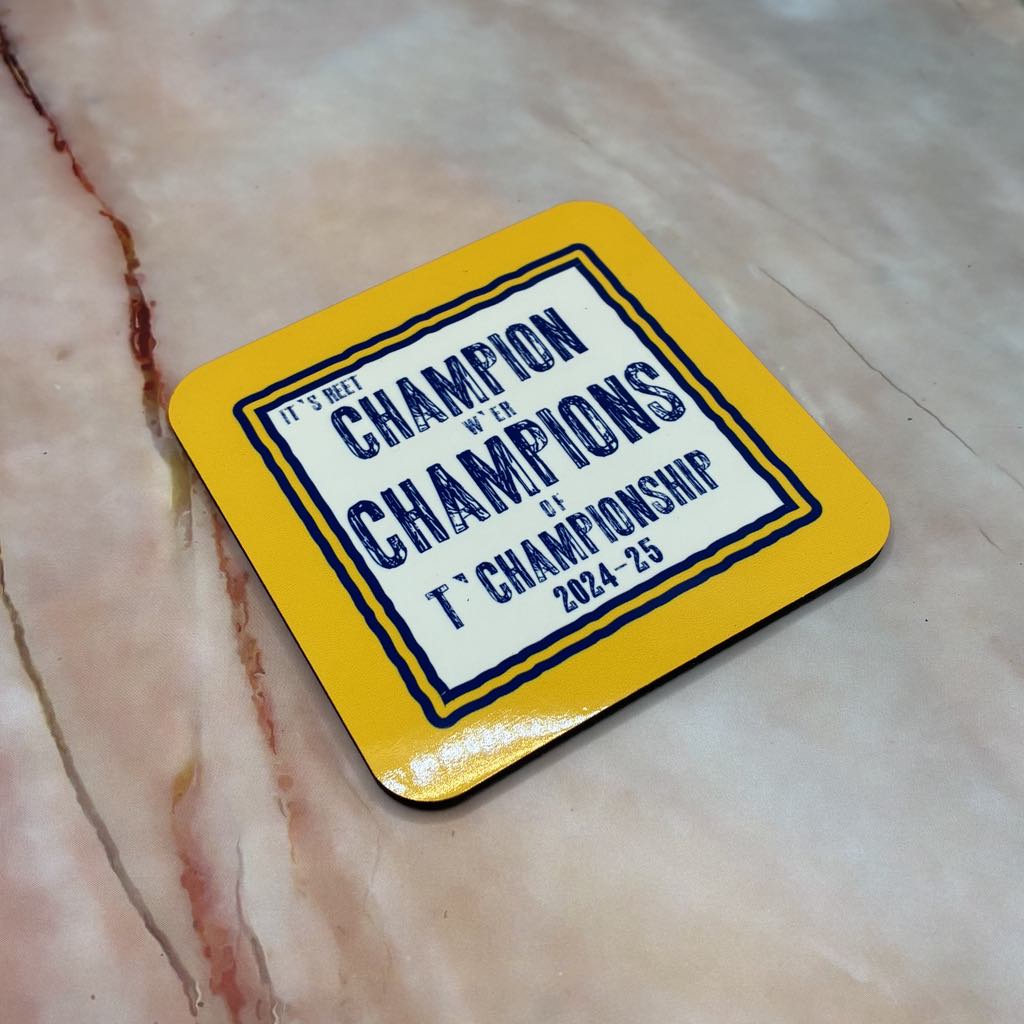 IT`S REET
CHAMPION
W`ER
CHAMPIONS
OF
T`CHAMPIONSHIP
2024-25